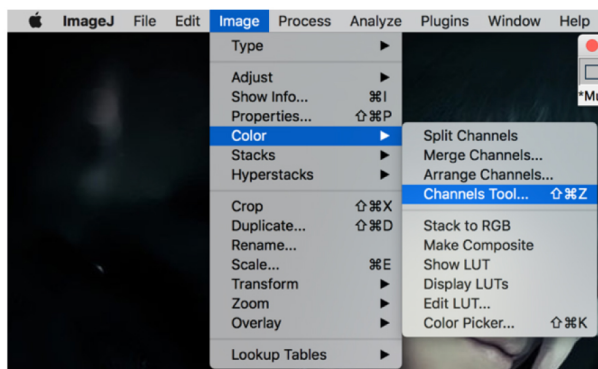 ImageJ File Edit Image Process Analyze Plugins Window Help
Type
Adjust
Show Info... ⌘I
Properties... ⇧⌘P
Color
Stacks
Hyperstacks
Crop ⇧⌘X
Duplicate... ⇧⌘D
Rename...
Scale... ⌘E
Transform
Zoom
Overlay
Lookup Tables
Split Channels
Merge Channels...
Arrange Channels...
Channels Tool... ⇧⌘Z
Stack to RGB
Make Composite
Show LUT
Display LUTs
Edit LUT...
Color Picker... ⇧⌘K
*Mu